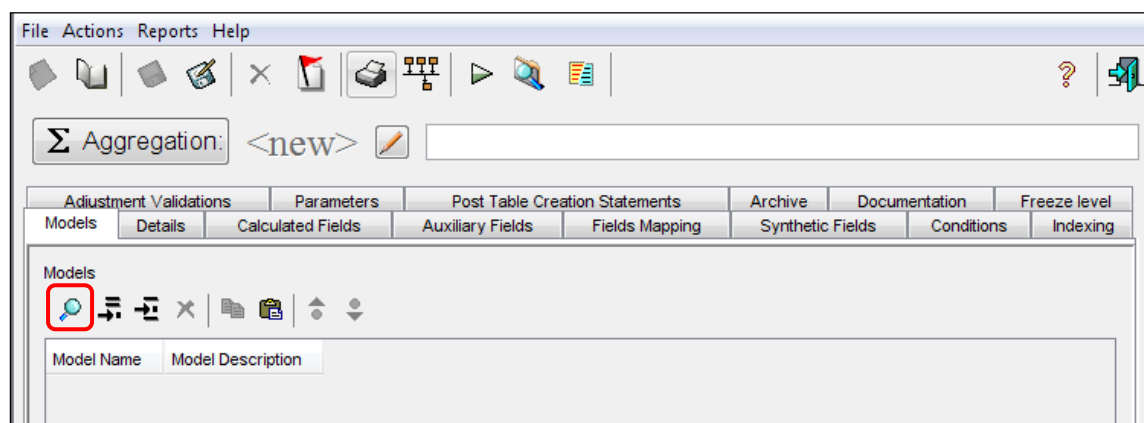 File Actions Reports Help
Σ Aggregation: <new>
Adjustment Validations Parameters Post Table Creation Statements Archive Documentation Freeze level
Models Details Calculated Fields Auxiliary Fields Fields Mapping Synthetic Fields Conditions Indexing
Models
Model Name Model Description